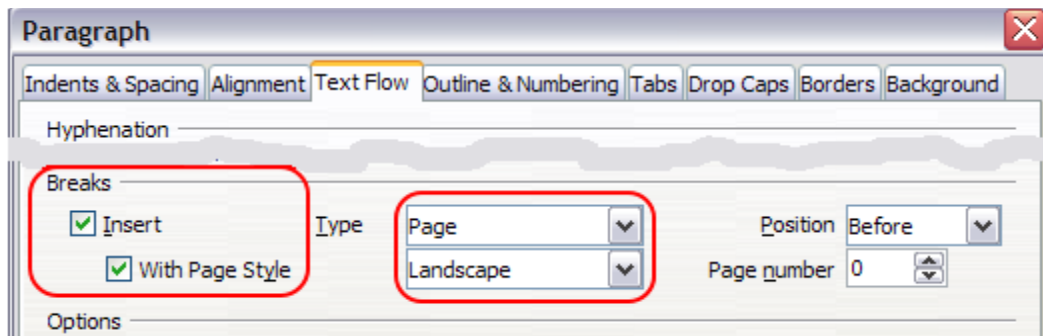 Paragraph
Indents & Spacing Alignment Text Flow Outline & Numbering Tabs Drop Caps Borders Background
Hyphenation
Breaks
Insert Type Page Position Before
With Page Style Landscape Page number 0
Options